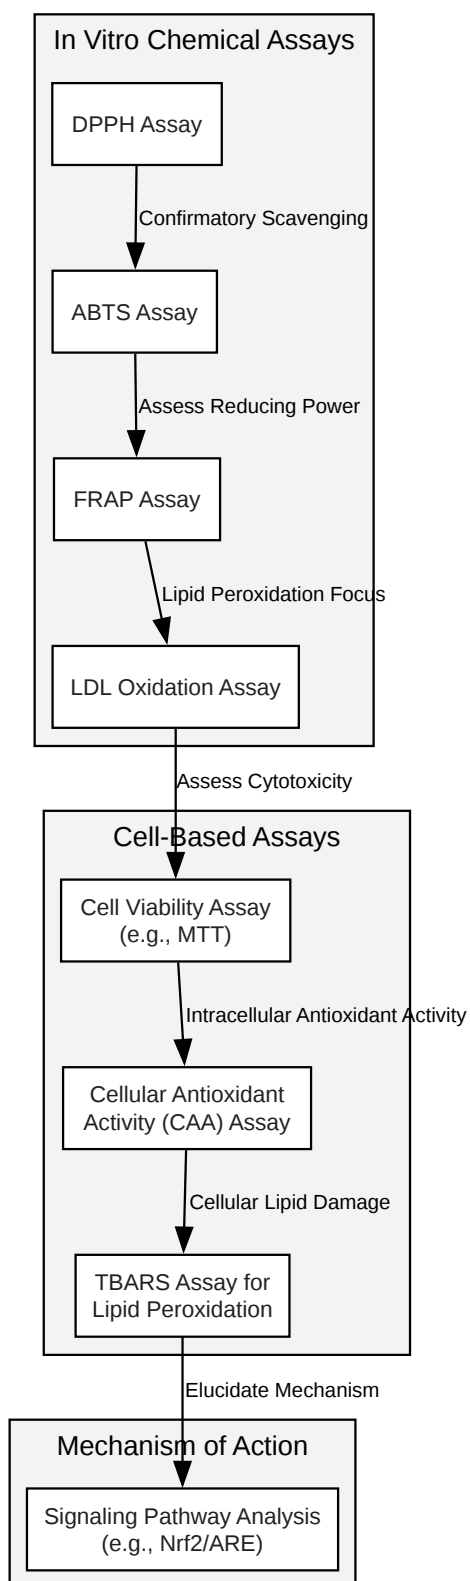 In Vitro Chemical Assays
DPPH Assay
Confirmatory Scavenging
ABTS Assay
Assess Reducing Power
FRAP Assay
Lipid Peroxidation Focus
LDL Oxidation Assay
Assess Cytotoxicity
Cell-Based Assays
Cell Viability Assay
(e.g., MTT)
Intracellular Antioxidant Activity
Cellular Antioxidant
Activity (CAA) Assay
Cellular Lipid Damage
TBARS Assay for
Lipid Peroxidation
Elucidate Mechanism
Mechanism of Action
Signaling Pathway Analysis
(e.g., Nrf2/ARE)